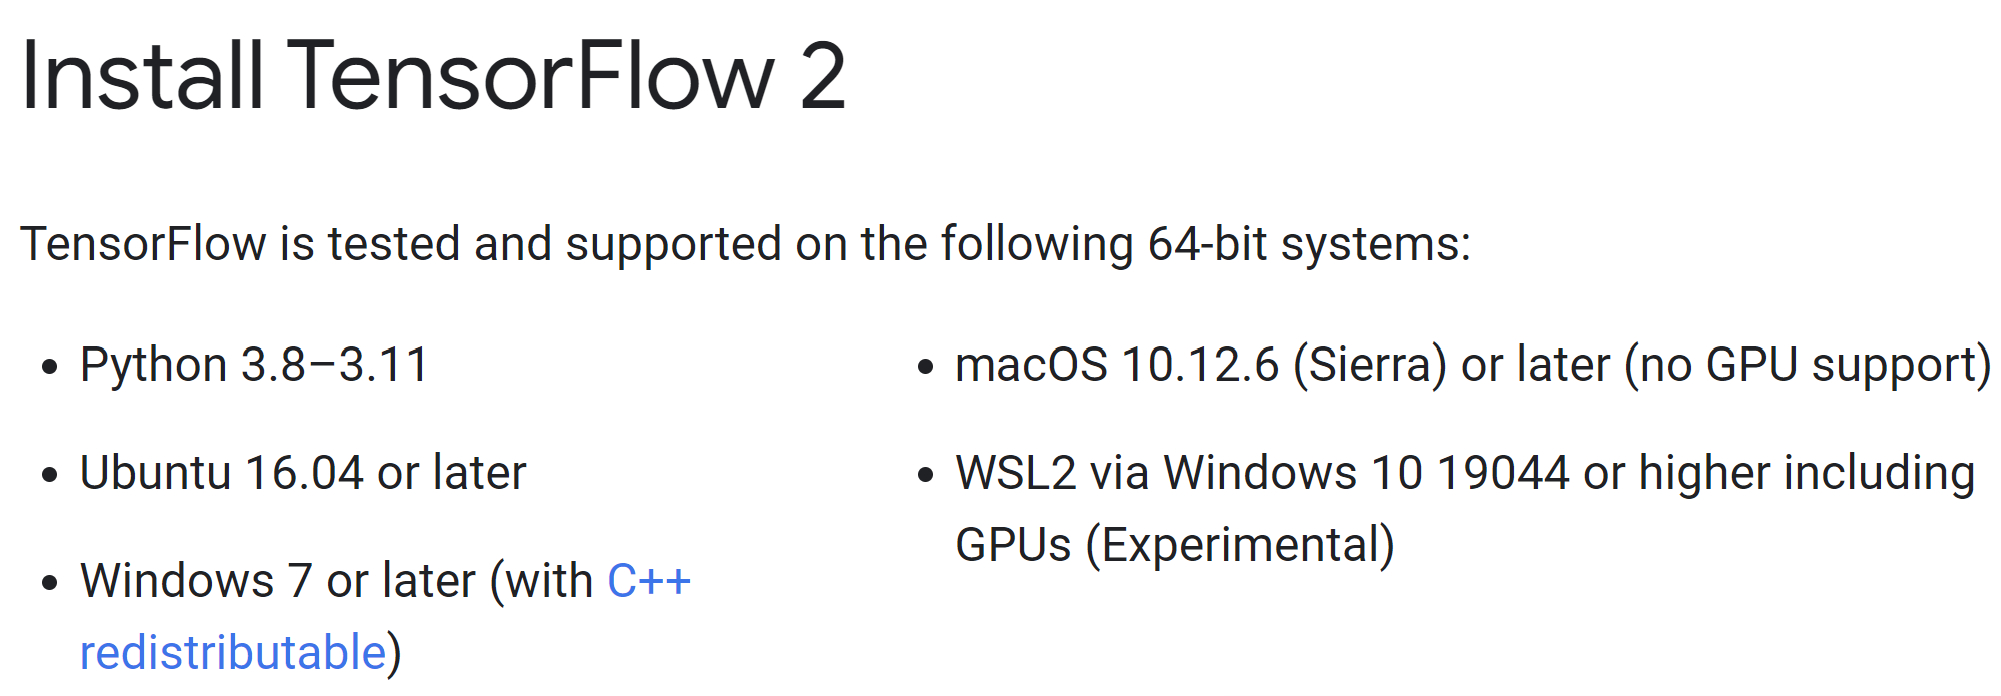 Install TensorFlow 2
TensorFlow is tested and supported on the following 64-bit systems:
• Python 3.8–3.11
• Ubuntu 16.04 or later
• Windows 7 or later (with C++
redistributable)
• macOS 10.12.6 (Sierra) or later (no GPU support)
• WSL2 via Windows 10 19044 or higher including
GPUs (Experimental)